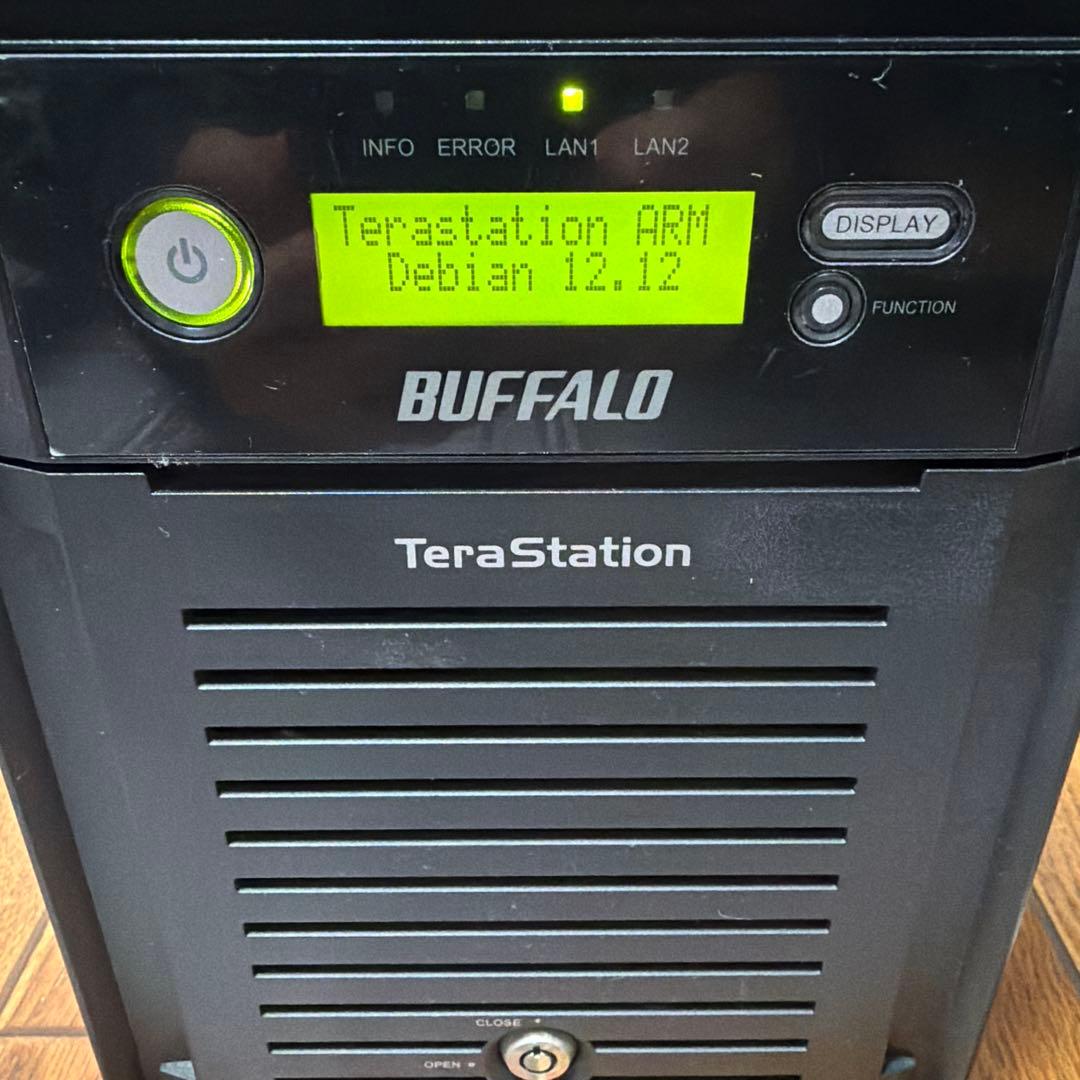 INFO ERROR LAN1 LAN2
Terastation ARM
Debian 12.12
DISPLAY
FUNCTION
BUFFALO
TeraStation
CLOSE
OPEN